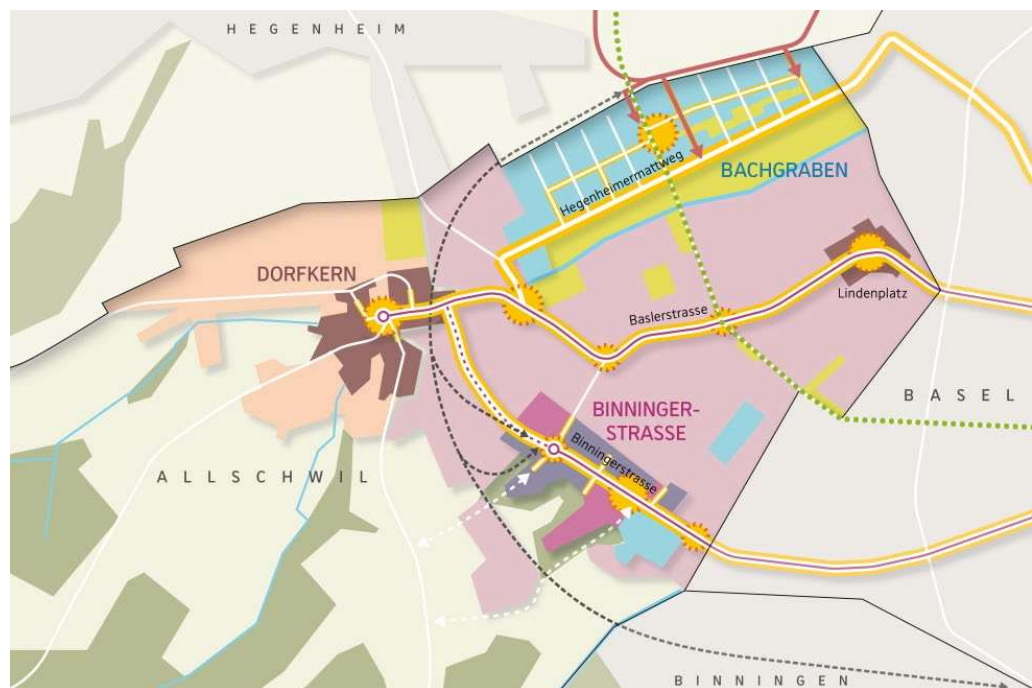 HEGENHEIM
Hegenheimermattweg
BACHGRABEN
DORFKERN
Lindenplatz
Baslerstrasse
BASEL
BINNINGER-
STRASSE
Binningerstrasse
ALLSCHWIL
BINNINGEN